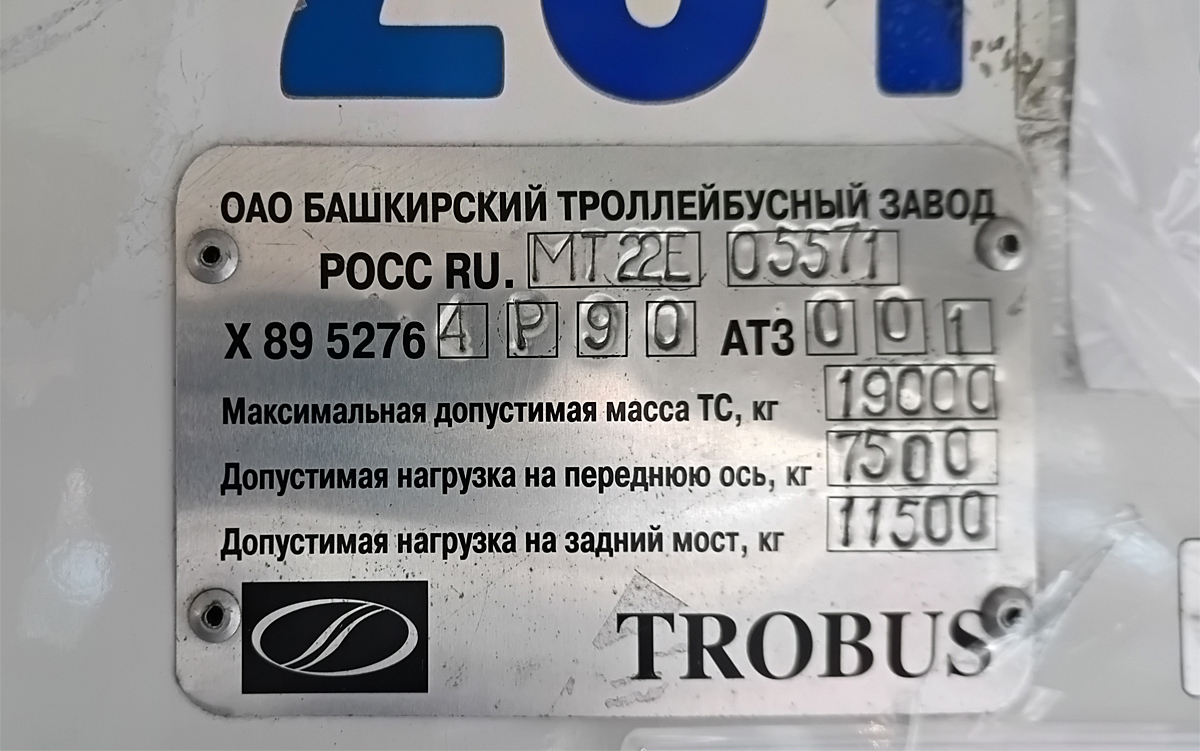 ОАО БАШКИРСКИЙ ТРОЛЛЕЙБУСНЫЙ ЗАВОД
РОСС RU. МТ22Е 05571
Х 89 5276 4 Р 9 0 АТЗ 0 0 1
Максимальная допустимая масса ТС, кг 19000
Допустимая нагрузка на переднюю ось, кг 7500
Допустимая нагрузка на задний мост, кг 11500
TROBUS